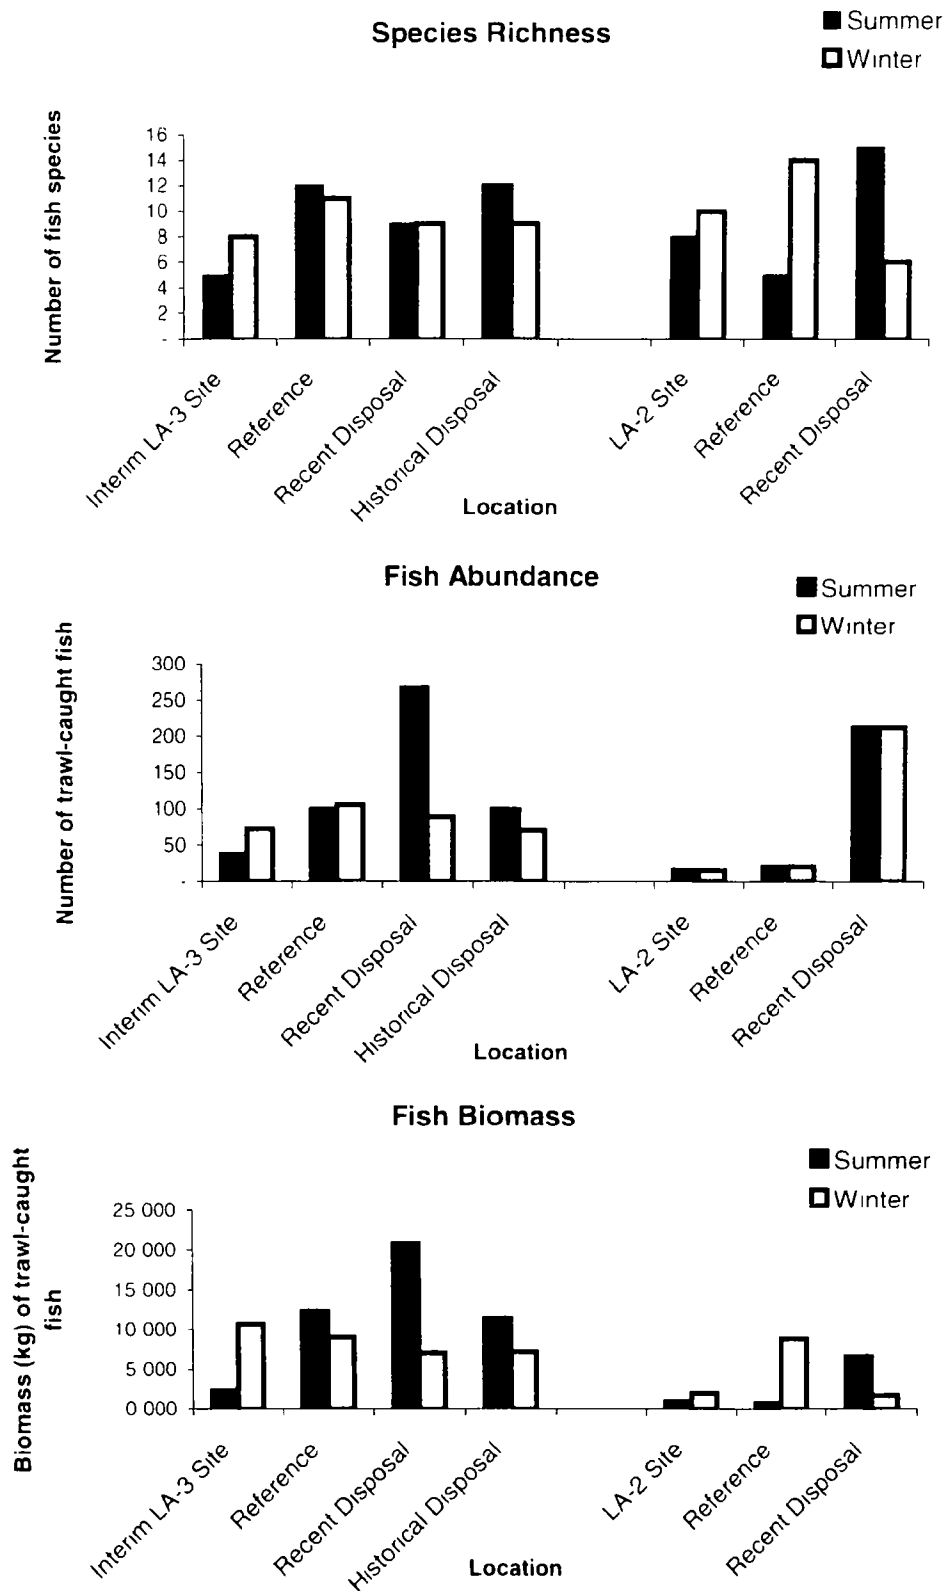 Species Richness
Summer
Winter
Number of fish species
16
14
12
10
8
6
4
2
-
Interim LA-3 Site
Reference
Recent Disposal
Historical Disposal
LA-2 Site
Reference
Recent Disposal
Location
Fish Abundance
Summer
Winter
Number of trawl-caught fish
300
250
200
150
100
50
-
Interim LA-3 Site
Reference
Recent Disposal
Historical Disposal
LA-2 Site
Reference
Recent Disposal
Location
Fish Biomass
Summer
Winter
Biomass (kg) of trawl-caught
fish
25 000
20 000
15 000
10 000
5 000
0 000
Interim LA-3 Site
Reference
Recent Disposal
Historical Disposal
LA-2 Site
Reference
Recent Disposal
Location